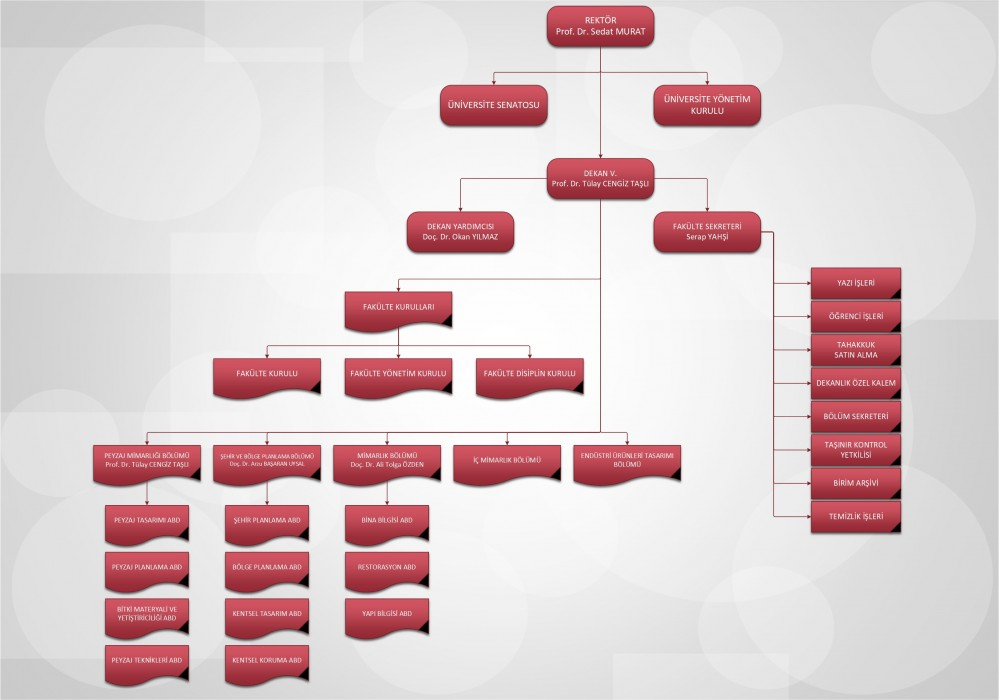 REKTÖR
Prof. Dr. Sedat MURAT
ÜNİVERSİTE SENATOSU
ÜNİVERSİTE YÖNETİM
KURULU
DEKAN V.
Prof. Dr. Tülay CENGİZ TAŞLI
DEKAN YARDIMCISI
Doç. Dr. Okan YILMAZ
FAKÜLTE SEKRETERİ
Serap YAHŞİ
YAZI İŞLERİ
ÖĞRENCİ İŞLERİ
TAHAKKUK
SATIN ALMA
DEKANLIK ÖZEL KALEM
BÖLÜM SEKRETERİ
TAŞINIR KONTROL
YETKİLİSİ
BİRİM ARŞİVİ
TEMİZLİK İŞLERİ
FAKÜLTE KURULLARI
FAKÜLTE KURULU
FAKÜLTE YÖNETİM KURULU
FAKÜLTE DİSİPLİN KURULU
PEYZAJ MİMARLIĞI BÖLÜMÜ
Prof. Dr. Tülay CENGİZ TAŞLI
ŞEHİR VE BÖLGE PLANLAMA BÖLÜMÜ
Doç. Dr. Arzu BAŞARAN UYSAL
MİMARLIK BÖLÜMÜ
Doç. Dr. Ali Tolga ÖZDEN
İÇ MİMARLIK BÖLÜMÜ
ENDÜSTRİ ÜRÜNLERİ TASARIMI
BÖLÜMÜ
PEYZAJ TASARIMI ABD
PEYZAJ PLANLAMA ABD
BİTKİ MATERYALİ VE
YETİŞTİRİCİLİĞİ ABD
PEYZAJ TEKNİKLERİ ABD
ŞEHİR PLANLAMA ABD
BÖLGE PLANLAMA ABD
KENTSEL TASARIM ABD
KENTSEL KORUMA ABD
BİNA BİLGİSİ ABD
RESTORASYON ABD
YAPI BİLGİSİ ABD